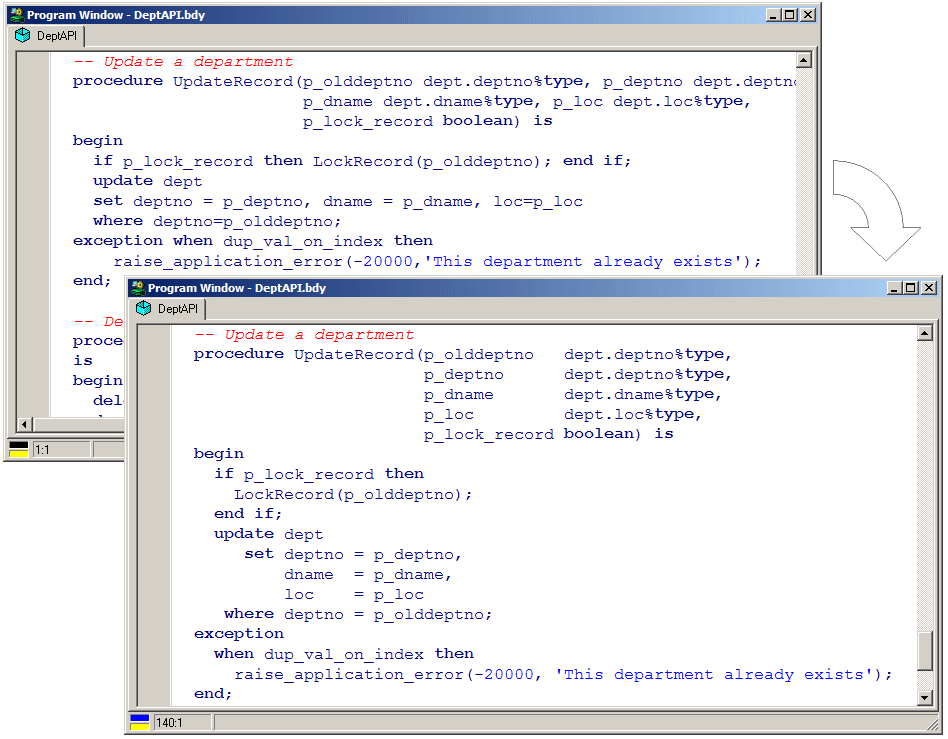 Program Window - DeptAPI.bdy
DeptAPI
-- Update a department
procedure UpdateRecord(p_olddeptno dept.deptno%type, p_deptno dept.deptno
p_dname dept.dname%type, p_loc dept.loc%type,
p_lock_record boolean) is
begin
if p_lock_record then LockRecord(p_olddeptno); end if;
update dept
set deptno = p_deptno, dname = p_dname, loc=p_loc
where deptno=p_olddeptno;
exception when dup_val_on_index then
raise_application_error(-20000,'This department already exists');
end;
-- De
proce
is
begin
del
1:1
Program Window - DeptAPI.bdy
DeptAPI
-- Update a department
procedure UpdateRecord(p_olddeptno   dept.deptno%type,
p_deptno      dept.deptno%type,
p_dname       dept.dname%type,
p_loc         dept.loc%type,
p_lock_record boolean) is
begin
if p_lock_record then
LockRecord(p_olddeptno);
end if;
update dept
set deptno = p_deptno,
dname  = p_dname,
loc    = p_loc
where deptno = p_olddeptno;
exception
when dup_val_on_index then
raise_application_error(-20000, 'This department already exists');
end;
140:1